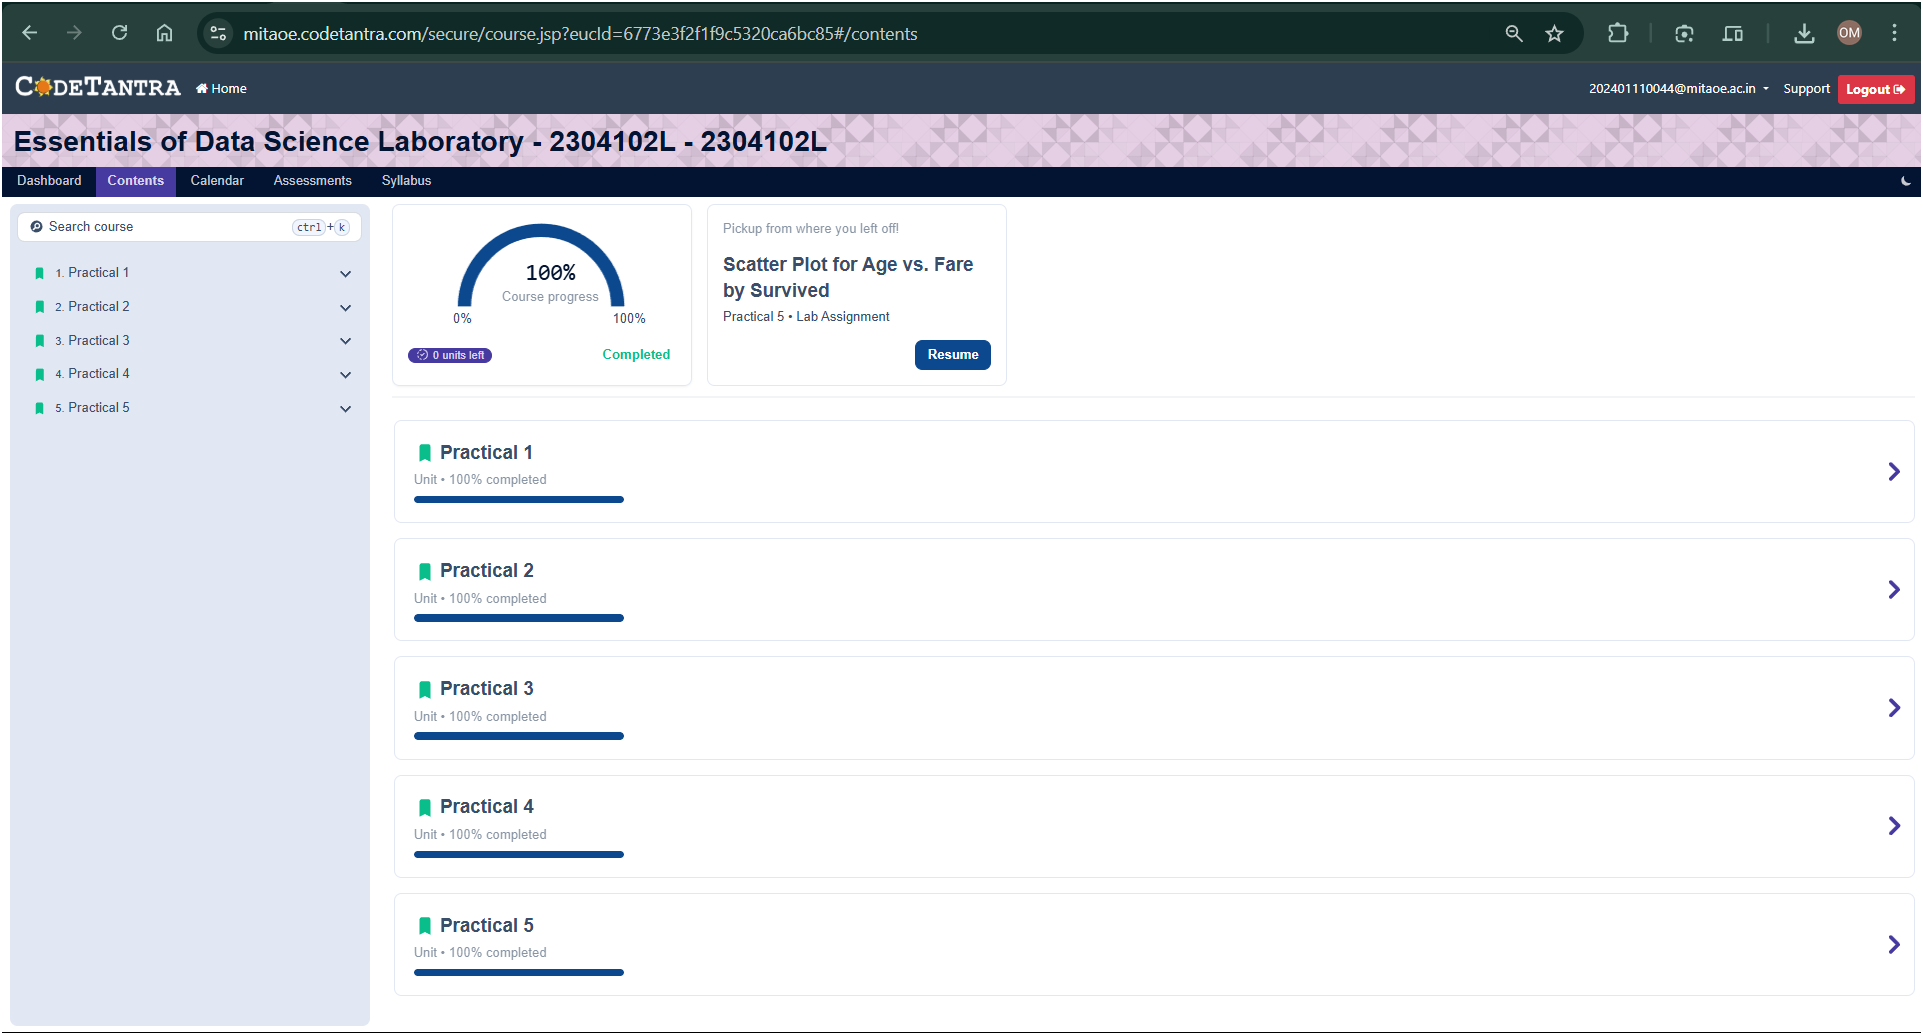 mitaoe.codetantra.com/secure/course.jsp?eucId=6773e3f2f1f9c5320ca6bc85#/contents
OM
CODETANTRA
Home
202401110044@mitaoe.ac.in
Support
Logout
Essentials of Data Science Laboratory - 2304102L - 2304102L
Dashboard
Contents
Calendar
Assessments
Syllabus
Search course
ctrl + k
1. Practical 1
2. Practical 2
3. Practical 3
4. Practical 4
5. Practical 5
100%
Course progress
0%
100%
0 units left
Completed
Pickup from where you left off!
Scatter Plot for Age vs. Fare
by Survived
Practical 5 • Lab Assignment
Resume
Practical 1
Unit • 100% completed
Practical 2
Unit • 100% completed
Practical 3
Unit • 100% completed
Practical 4
Unit • 100% completed
Practical 5
Unit • 100% completed